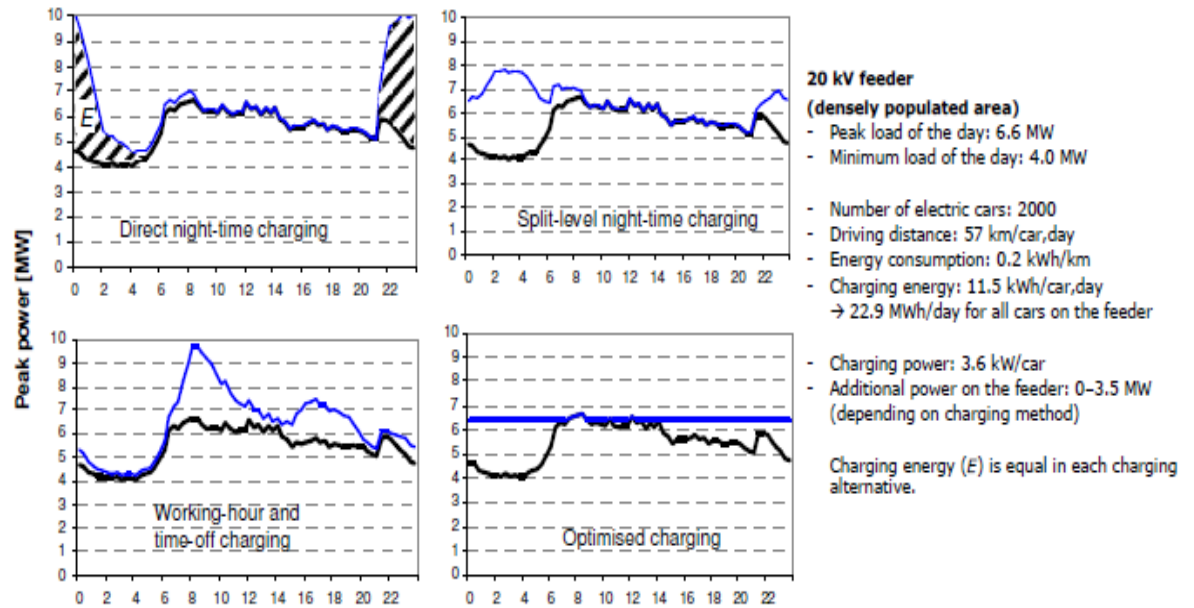 Peak power [MW]
10
9
8
7
6
5
4
3
2
1
0
E
Direct night-time charging
0 2 4 6 8 10 12 14 16 18 20 22
10
9
8
7
6
5
4
3
2
1
0
Split-level night-time charging
0 2 4 6 8 10 12 14 16 18 20 22
10
9
8
7
6
5
4
3
2
1
0
Working-hour and
time-off charging
0 2 4 6 8 10 12 14 16 18 20 22
10
9
8
7
6
5
4
3
2
1
0
Optimised charging
0 2 4 6 8 10 12 14 16 18 20 22
20 kV feeder
(densely populated area)
- Peak load of the day: 6.6 MW
- Minimum load of the day: 4.0 MW
- Number of electric cars: 2000
- Driving distance: 57 km/car,day
- Energy consumption: 0.2 kWh/km
- Charging energy: 11.5 kWh/car,day
→ 22.9 MWh/day for all cars on the feeder
- Charging power: 3.6 kW/car
- Additional power on the feeder: 0–3.5 MW
(depending on charging method)
Charging energy (E) is equal in each charging
alternative.